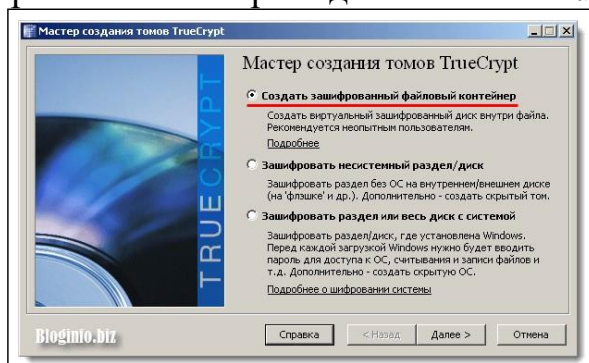 Мастер создания томов TrueCrypt
TRUECRYPT
Мастер создания томов TrueCrypt
Создать зашифрованный файловый контейнер
Создать виртуальный зашифрованный диск внутри файла.
Рекомендуется неопытным пользователям.
Подробнее
Зашифровать несистемный раздел/диск
Зашифровать раздел без ОС на внутреннем/внешнем диске
(на 'флэшке' и др.). Дополнительно - создать скрытый том.
Зашифровать раздел или весь диск с системой
Зашифровать раздел/диск, где установлена Windows.
Перед каждой загрузкой Windows нужно будет вводить
пароль для доступа к ОС, считывания и записи файлов и
т.д. Дополнительно - создать скрытую ОС.
Подробнее о шифровании системы
Bloginfo.biz
Справка < Назад Далее > Отмена